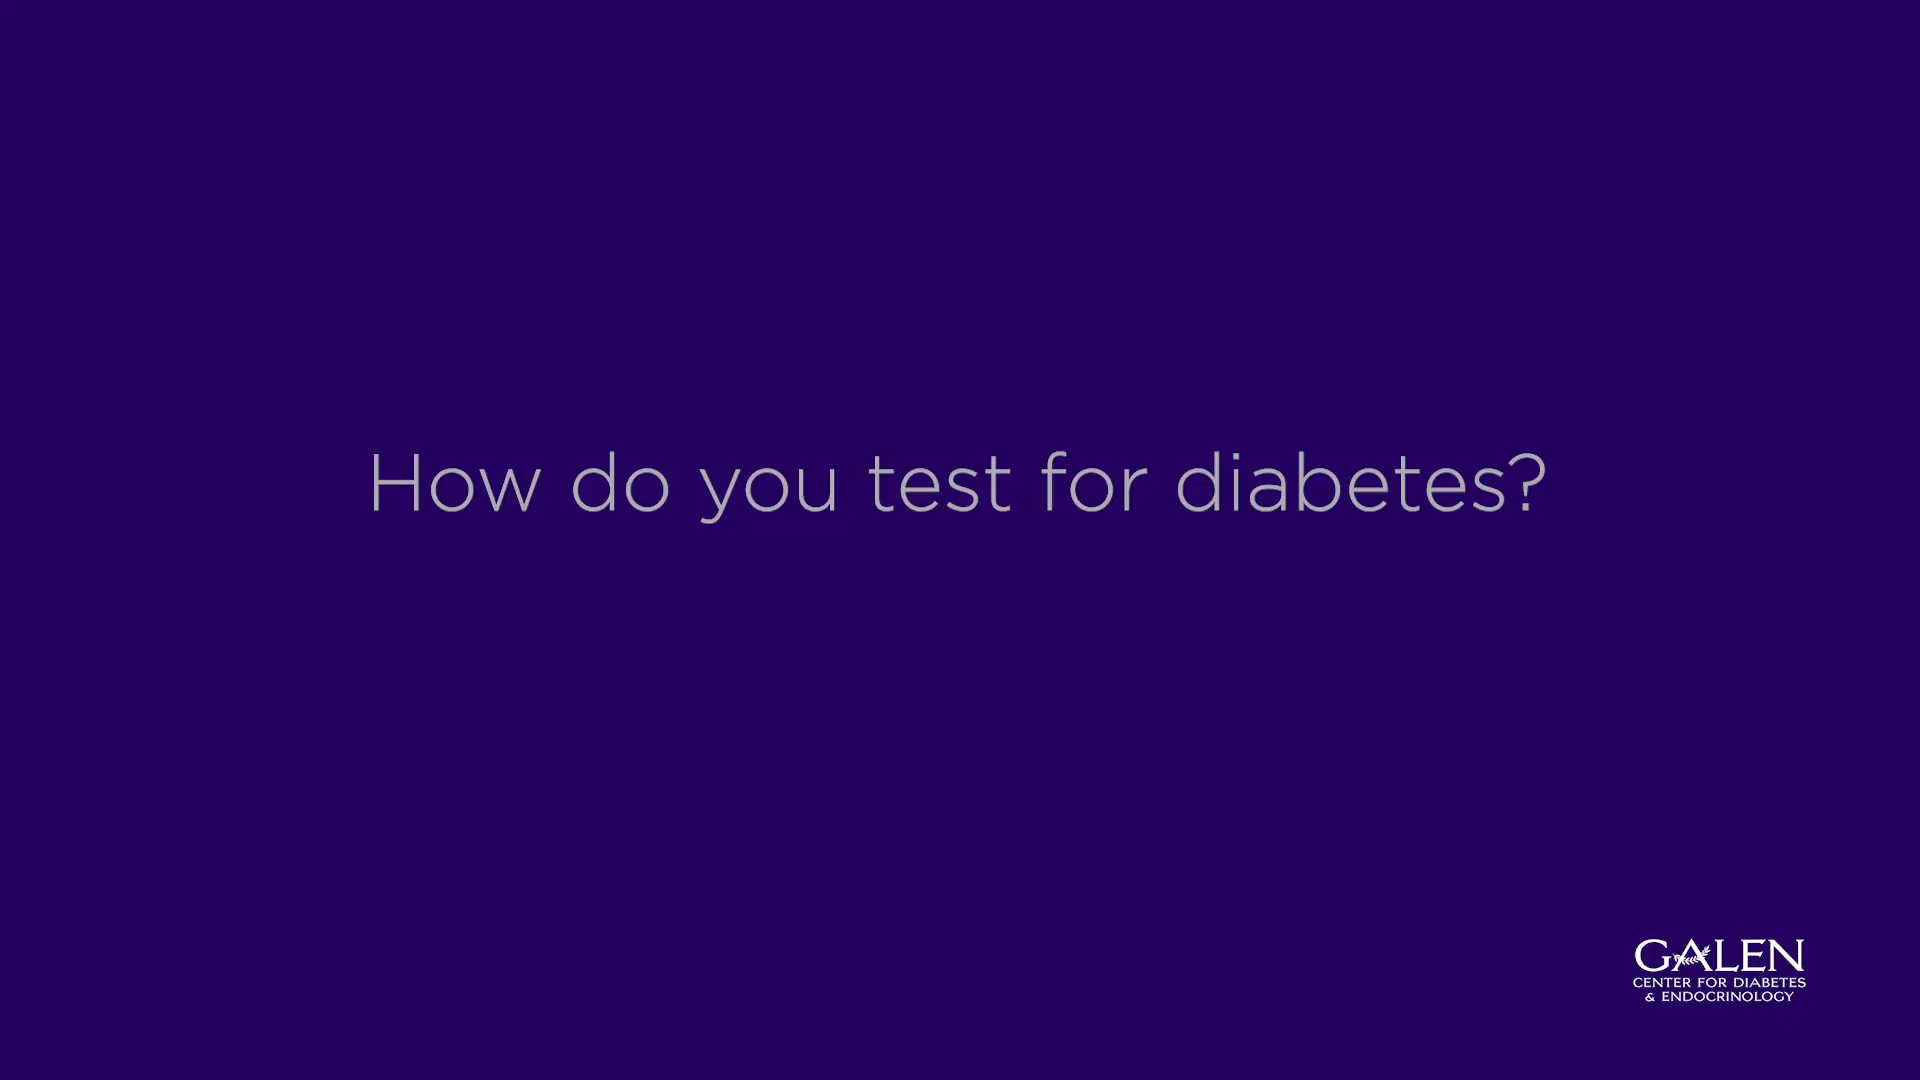 How do you test for diabetes?
GALEN
CENTER FOR DIABETES
& ENDOCRINOLOGY